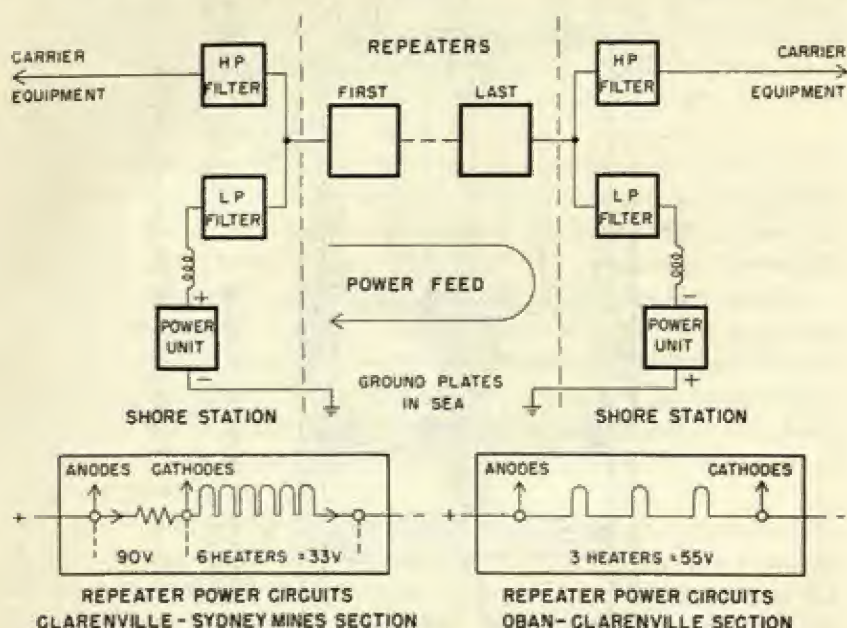 REPEATERS
CARRIER
EQUIPMENT
HP
FILTER
FIRST
LAST
HP
FILTER
CARRIER
EQUIPMENT
LP
FILTER
LP
FILTER
POWER FEED
+
POWER
UNIT
−
−
POWER
UNIT
+
GROUND PLATES
IN SEA
SHORE STATION
SHORE STATION
ANODES CATHODES
+
90V 6 HEATERS = 33V
−
ANODES CATHODES
+
3 HEATERS = 55V
−
REPEATER POWER CIRCUITS
CLARENVILLE - SYDNEY MINES SECTION
REPEATER POWER CIRCUITS
OBAN - CLARENVILLE SECTION